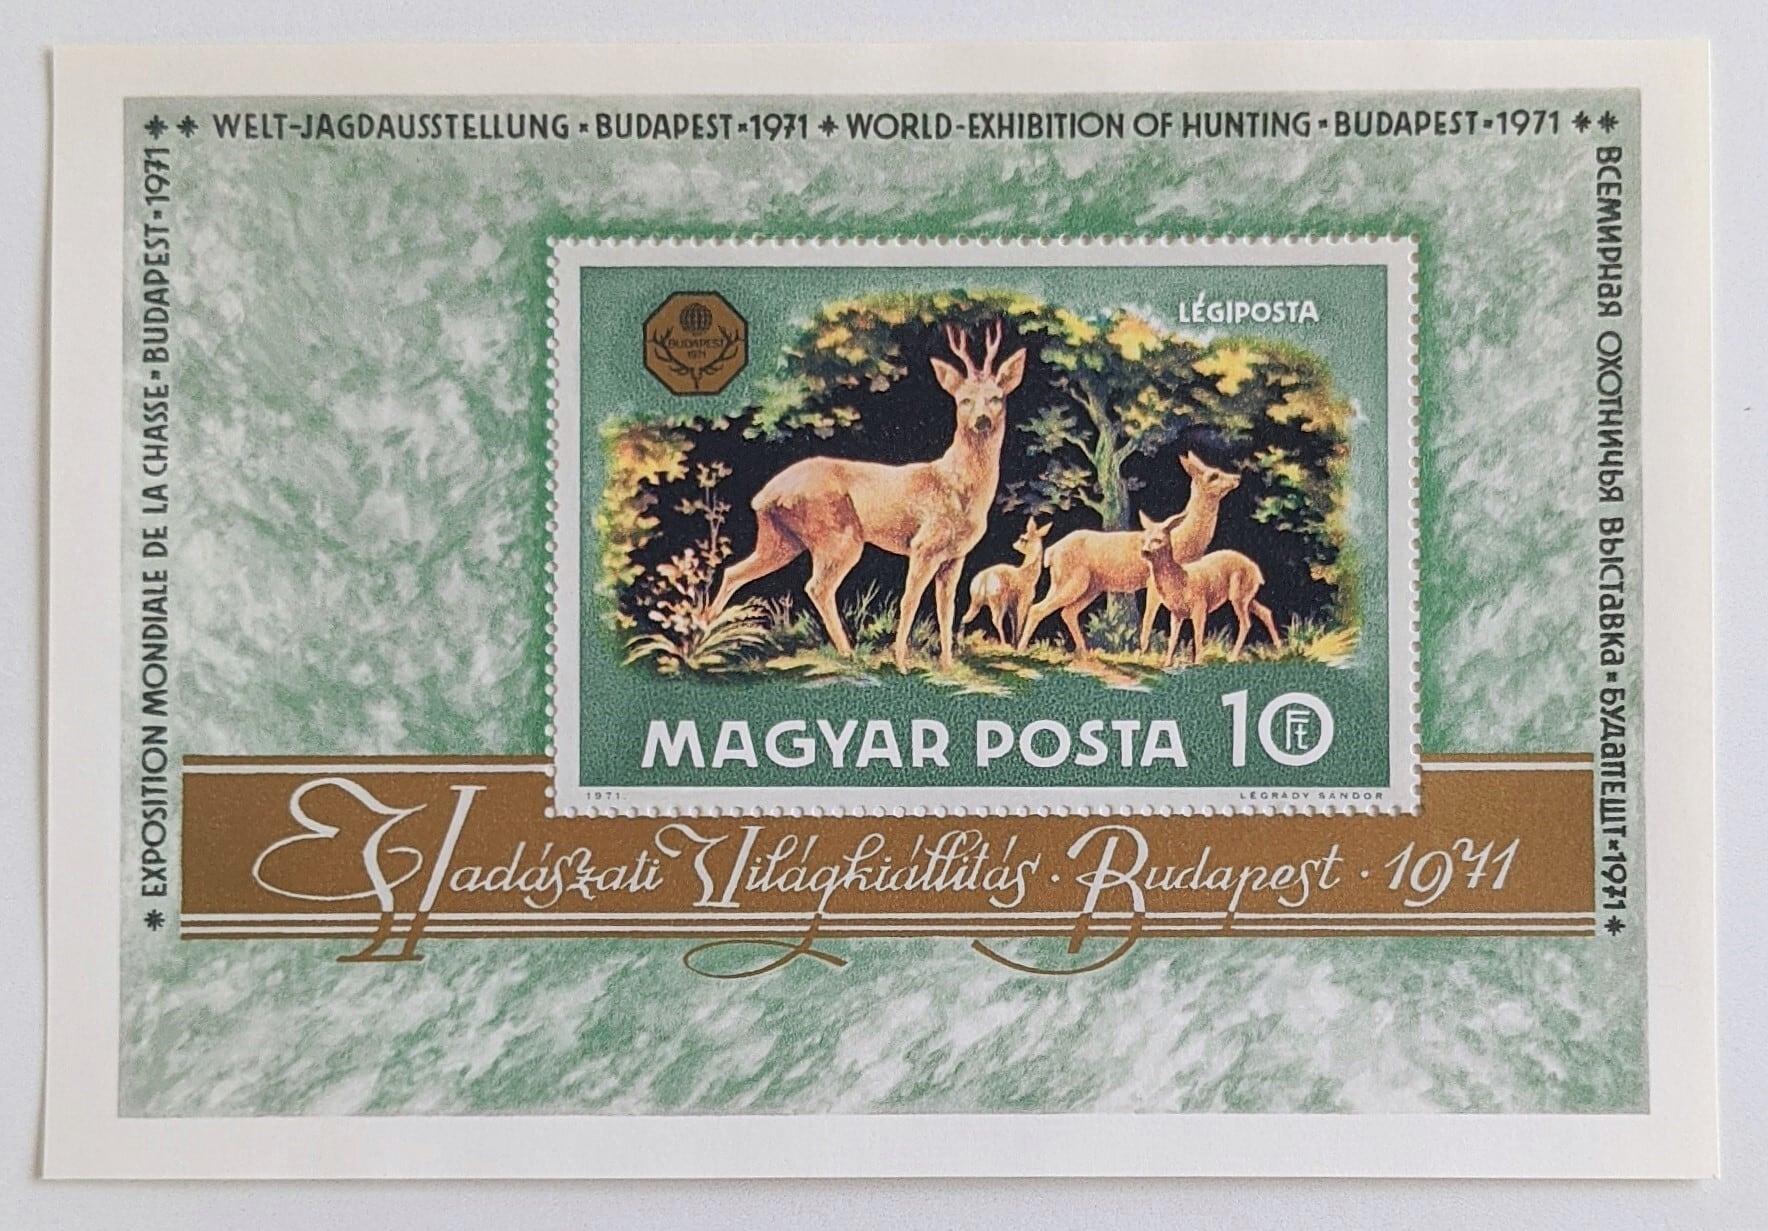 * * WELT-JAGDAUSSTELLUNG * BUDAPEST * 1971 * WORLD-EXHIBITION OF HUNTING * BUDAPEST * 1971 * *
* EXPOSITION MONDIALE DE LA CHASSE * BUDAPEST * 1971
ВСЕМИРНАЯ ОХОТНИЧЬЯ ВЫСТАВКА * БУДАПЕШТ * 1971 *
BUDAPEST
1971
LÉGIPOSTA
MAGYAR POSTA 10 Ft
1971. LÉGRÁDY SÁNDOR
Vadászati Világkiállítás · Budapest · 1971